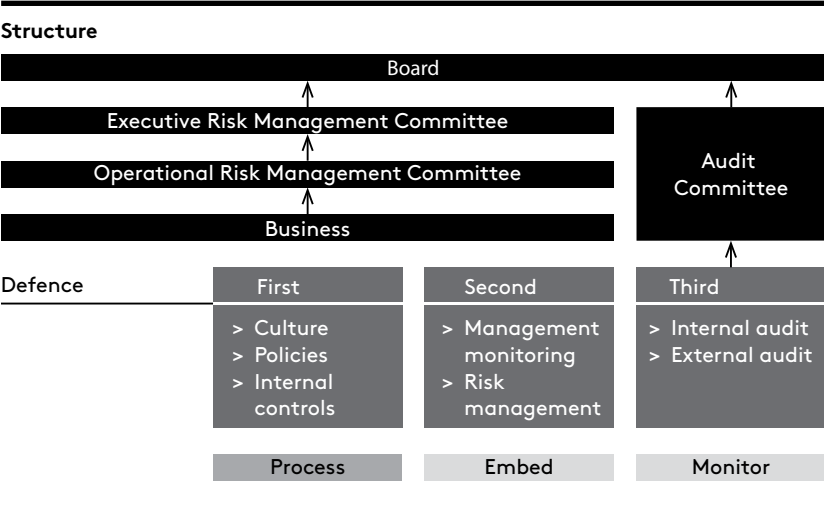 Structure
Board
Executive Risk Management Committee
Operational Risk Management Committee
Business
Audit
Committee
Defence
First
> Culture
> Policies
> Internal
controls
Process
Second
> Management
monitoring
> Risk
management
Embed
Third
> Internal audit
> External audit
Monitor